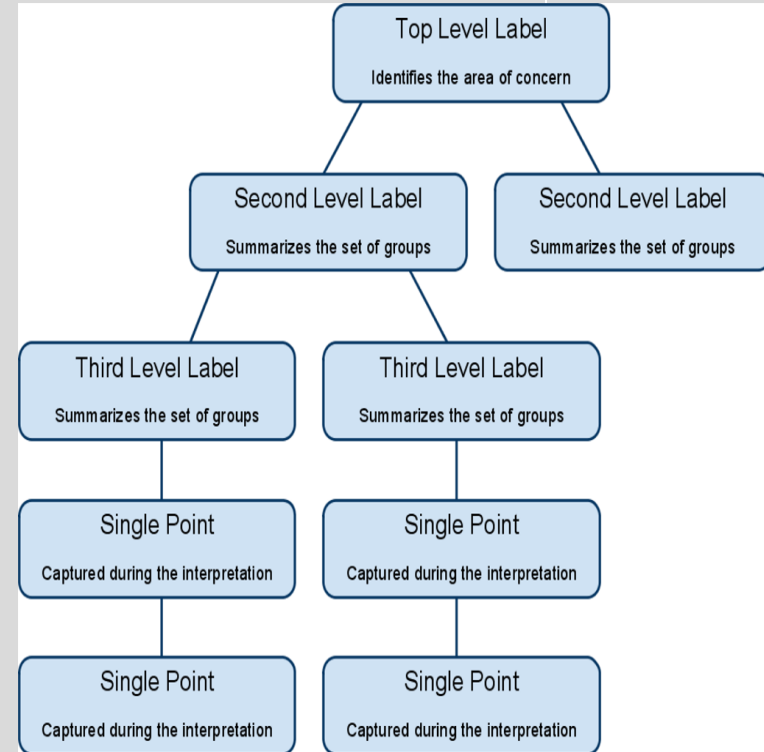 Top Level Label
Identifies the area of concern
Second Level Label
Summarizes the set of groups
Second Level Label
Summarizes the set of groups
Third Level Label
Summarizes the set of groups
Third Level Label
Summarizes the set of groups
Single Point
Captured during the interpretation
Single Point
Captured during the interpretation
Single Point
Captured during the interpretation
Single Point
Captured during the interpretation